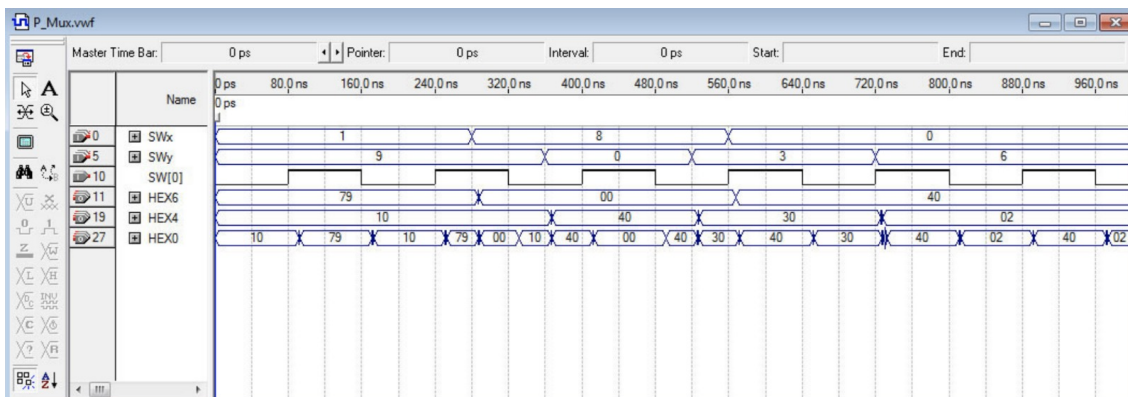 P_Mux.vwf
Master Time Bar: 0 ps Pointer: 0 ps Interval: 0 ps Start: End:
Name 0 ps 80.0 ns 160.0 ns 240.0 ns 320.0 ns 400.0 ns 480.0 ns 560.0 ns 640.0 ns 720.0 ns 800.0 ns 880.0 ns 960.0 ns
0 ps
0 SWx 1 8 0
5 SWy 9 0 3 6
10 SW[0]
11 HEX6 79 00 40
19 HEX4 10 40 30 02
27 HEX0 10 79 10 79 00 10 40 00 40 30 40 30 40 02 40 02